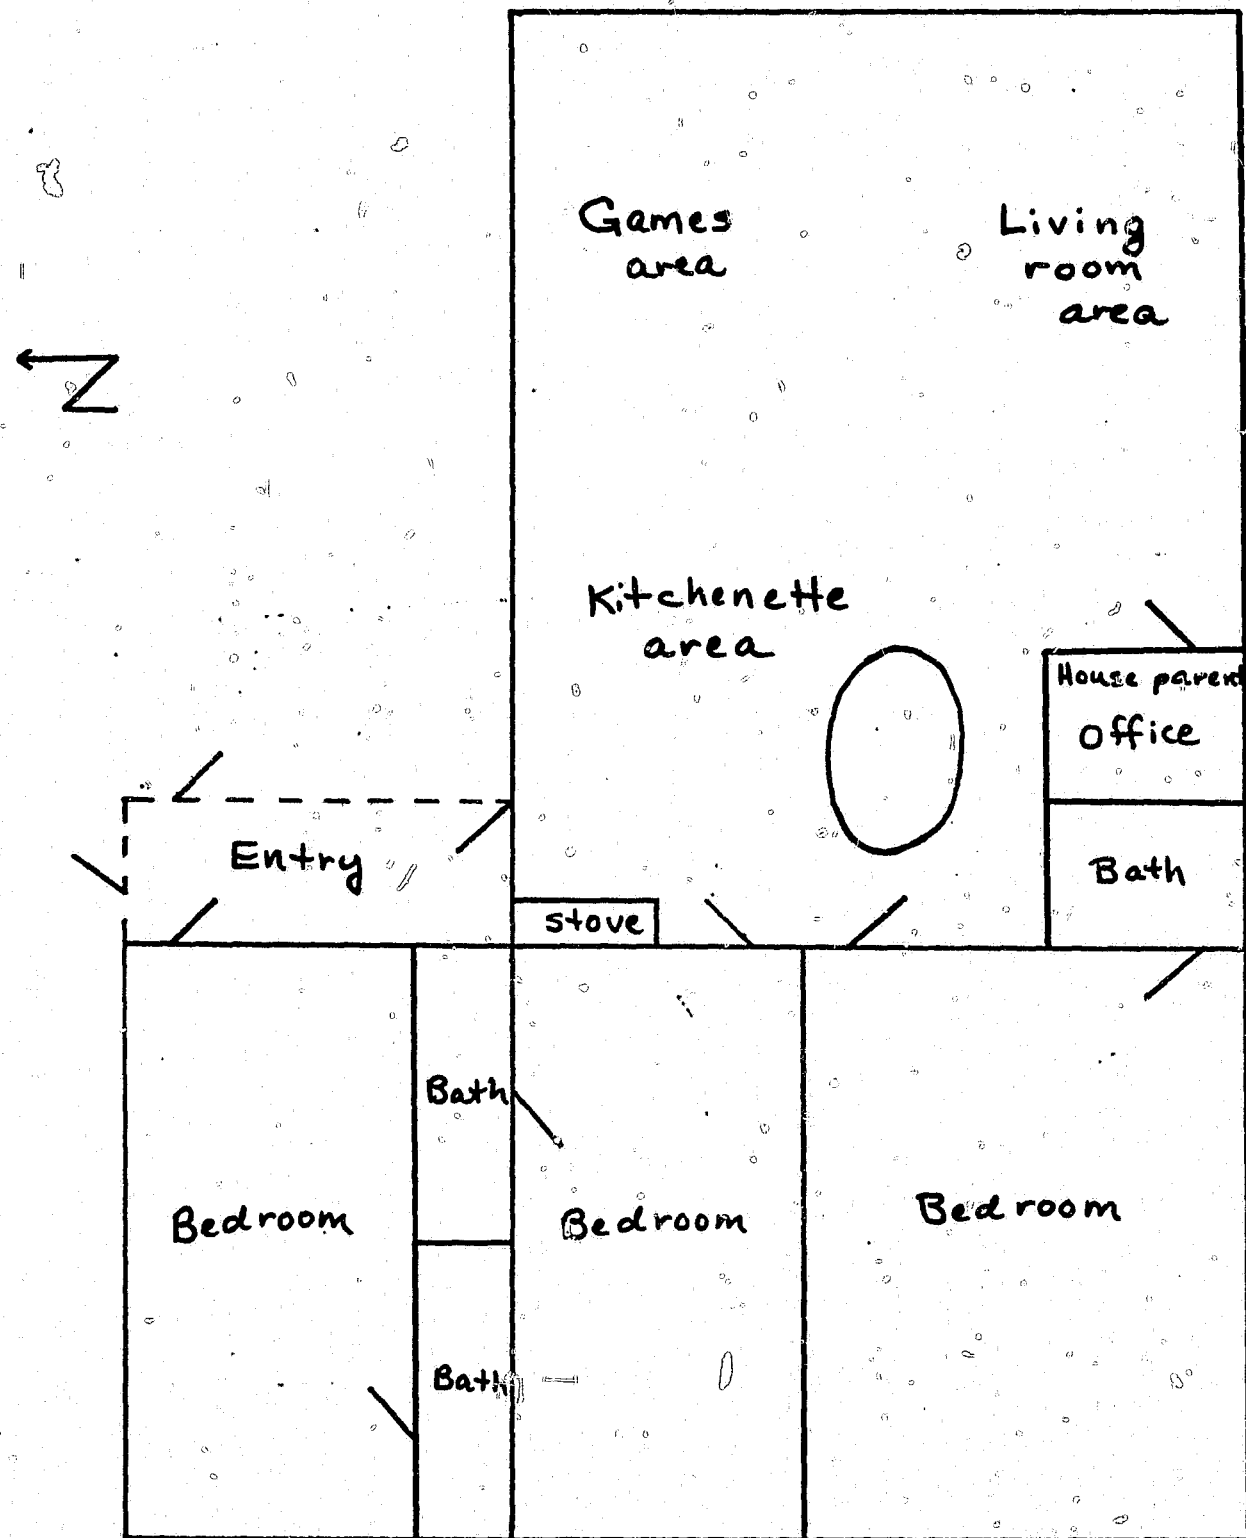 Games
area
Living
room
area
N
Kitchenette
area
House parent
Office
Entry
stove
Bath
Bath
Bedroom
Bedroom
Bedroom
Bath